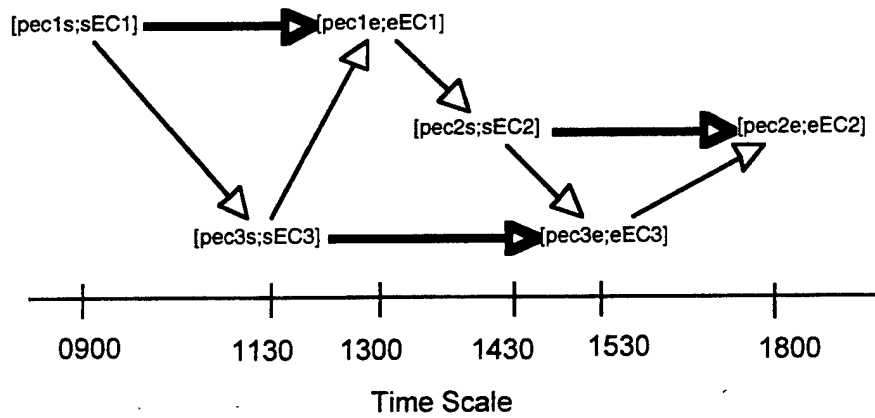 [pec1s;sEC1] [pec1e;eEC1]
[pec2s;sEC2] [pec2e;eEC2]
[pec3s;sEC3] [pec3e;eEC3]
0900 1130 1300 1430 1530 1800
Time Scale